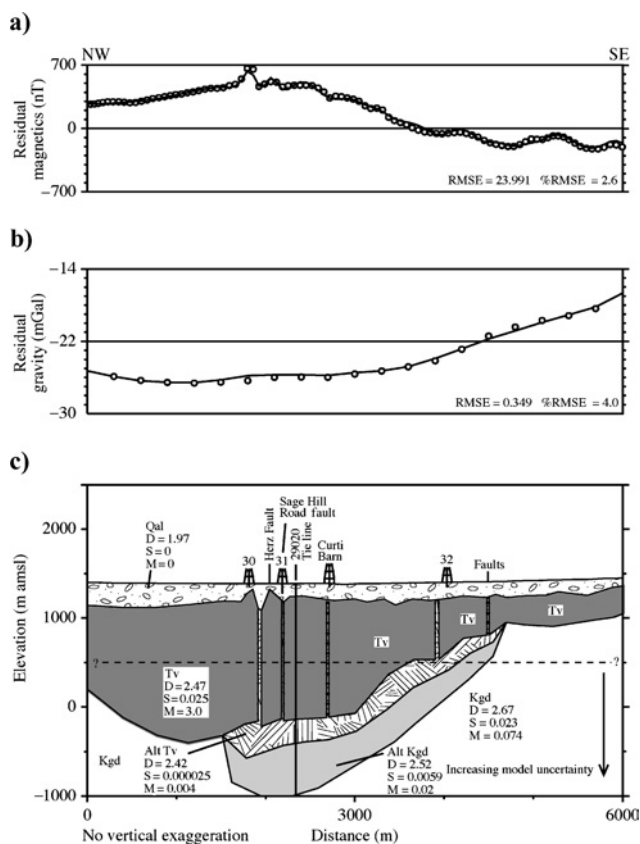 a)
NW
SE
700
0
−700
Residual
magnetics (nT)
RMSE = 23.991 %RMSE = 2.6
b)
−14
−22
−30
Residual
gravity (mGal)
RMSE = 0.349 %RMSE = 4.0
c)
2500
1000
0
−1000
Elevation (m amsl)
Qal
D = 1.97
S = 0
M = 0
30
Herz Fault
Sage Hill
Road fault
31
29020
Tie line
Curti
Barn
32
Faults
Tv
Tv
Tv
?
?
Tv
D = 2.47
S = 0.025
M = 3.0
Kgd
D = 2.67
S = 0.023
M = 0.074
Kgd
Alt Tv
D = 2.42
S = 0.000025
M = 0.004
Alt Kgd
D = 2.52
S = 0.0059
M = 0.02
Increasing model uncertainty
0
3000
6000
No vertical exaggeration
Distance (m)